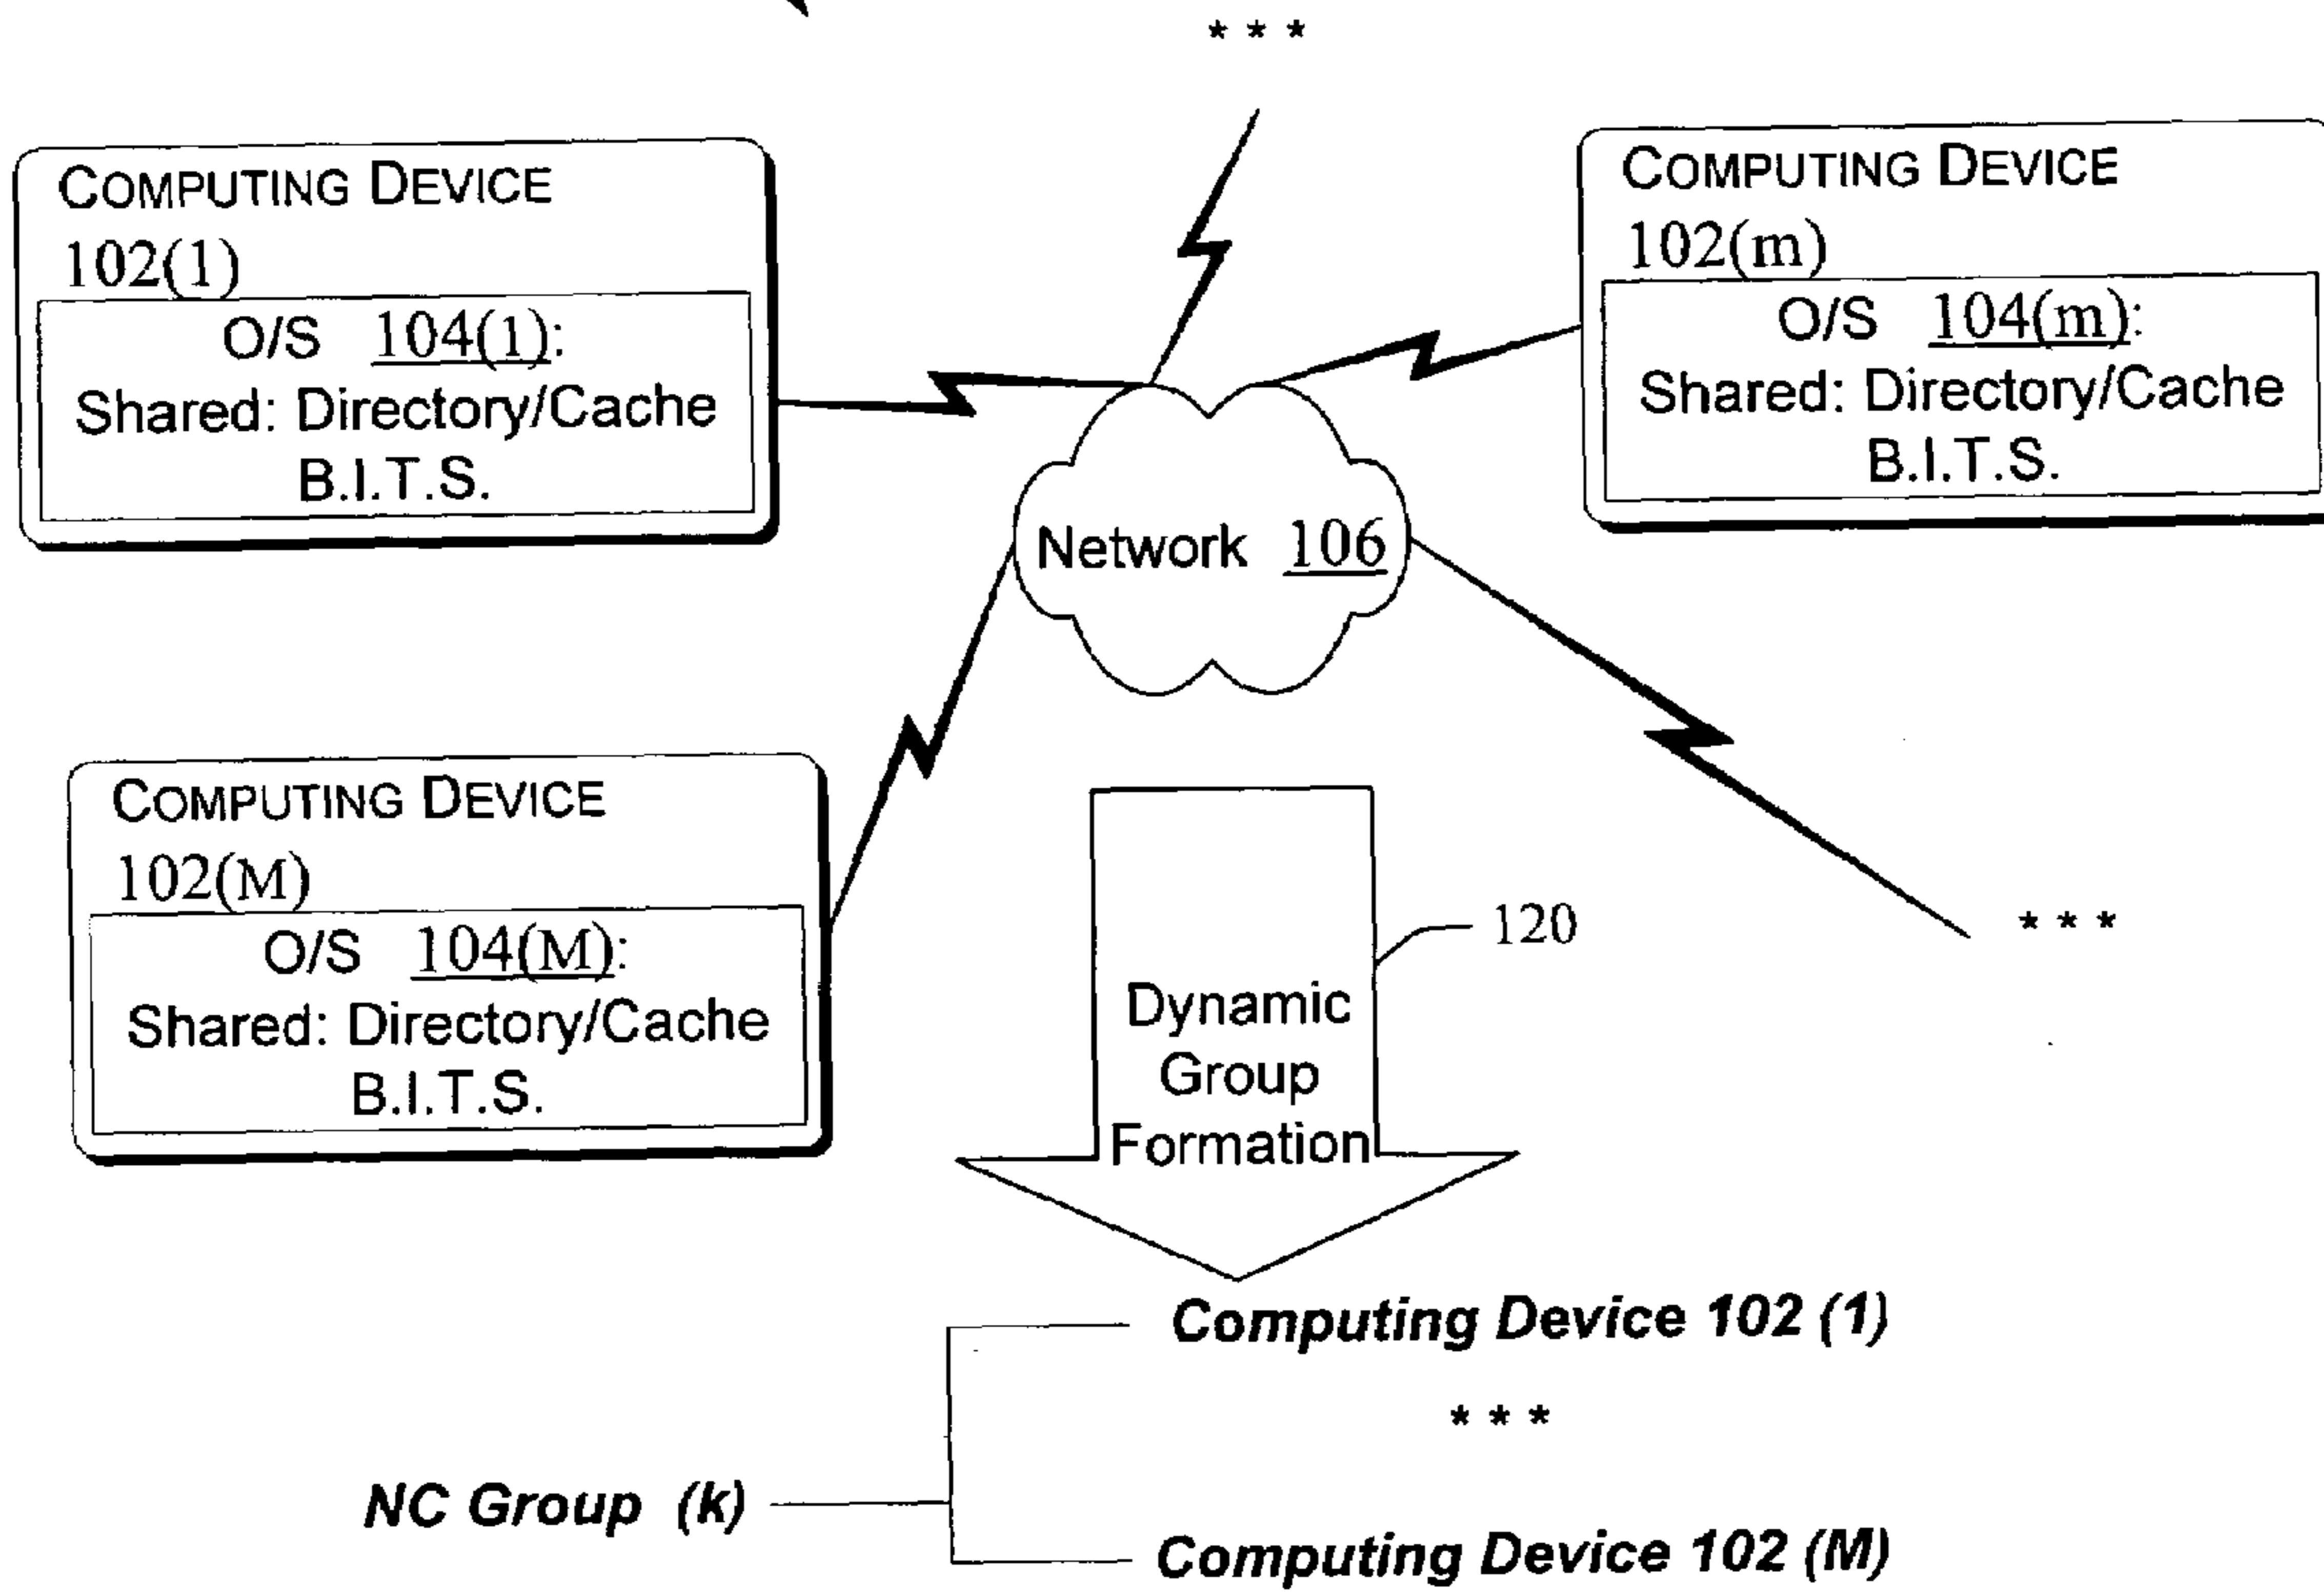 * * *
COMPUTING DEVICE
102(1)
O/S 104(1):
Shared: Directory/Cache
B.I.T.S.
COMPUTING DEVICE
102(m)
O/S 104(m):
Shared: Directory/Cache
B.I.T.S.
Network 106
COMPUTING DEVICE
102(M)
O/S 104(M):
Shared: Directory/Cache
B.I.T.S.
120
* * *
Dynamic
Group
Formation
Computing Device 102 (1)
* * *
NC Group (k)
Computing Device 102 (M)